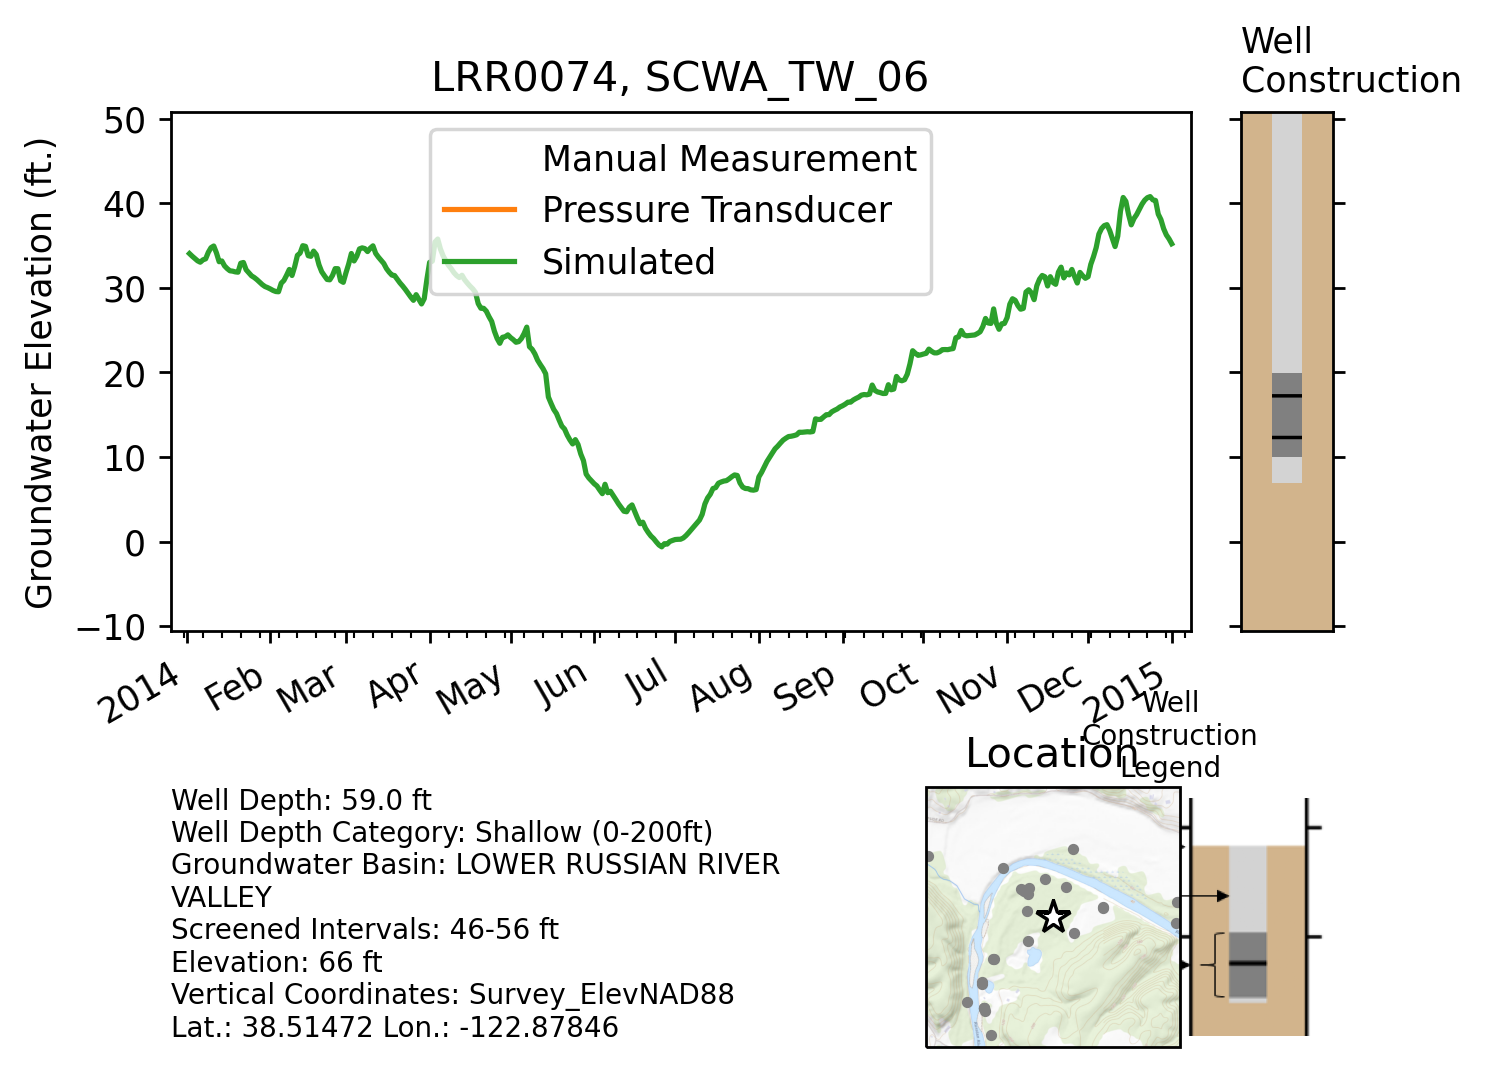 Well
Construction
LRR0074, SCWA_TW_06
Groundwater Elevation (ft.)
50
40
30
20
10
0
−10
Manual Measurement
Pressure Transducer
Simulated
2014 Feb Mar Apr May Jun Jul Aug Sep Oct Nov Dec 2015
Well
Construction
Legend
Location
Well Depth: 59.0 ft
Well Depth Category: Shallow (0-200ft)
Groundwater Basin: LOWER RUSSIAN RIVER
VALLEY
Screened Intervals: 46-56 ft
Elevation: 66 ft
Vertical Coordinates: Survey_ElevNAD88
Lat.: 38.51472 Lon.: -122.87846